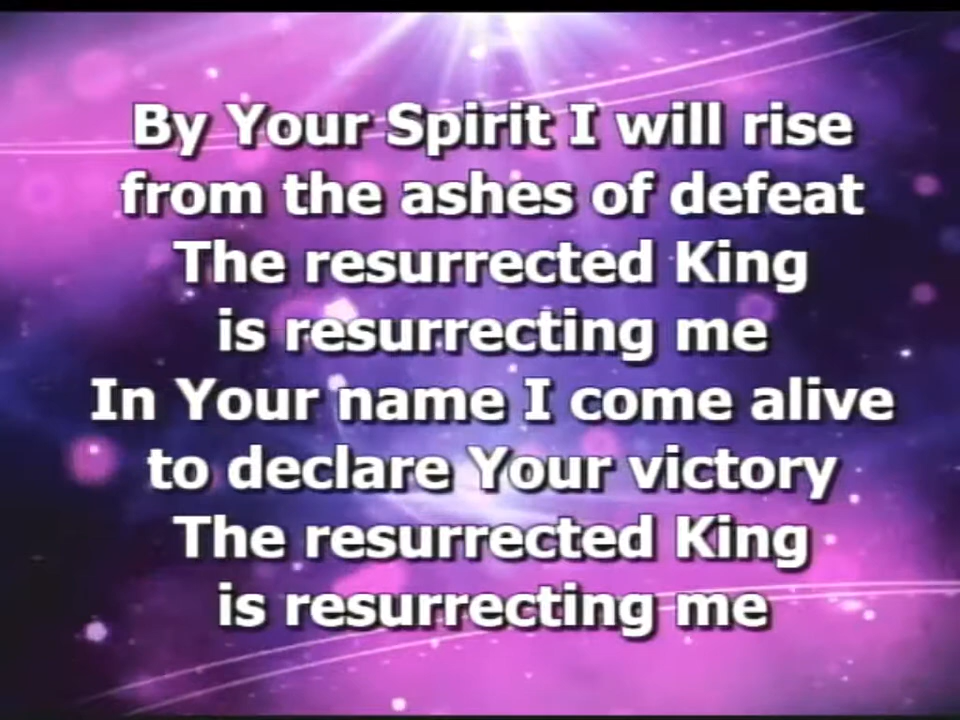 By Your Spirit I will rise
from the ashes of defeat
The resurrected King
is resurrecting me
In Your name I come alive
to declare Your victory
The resurrected King
is resurrecting me